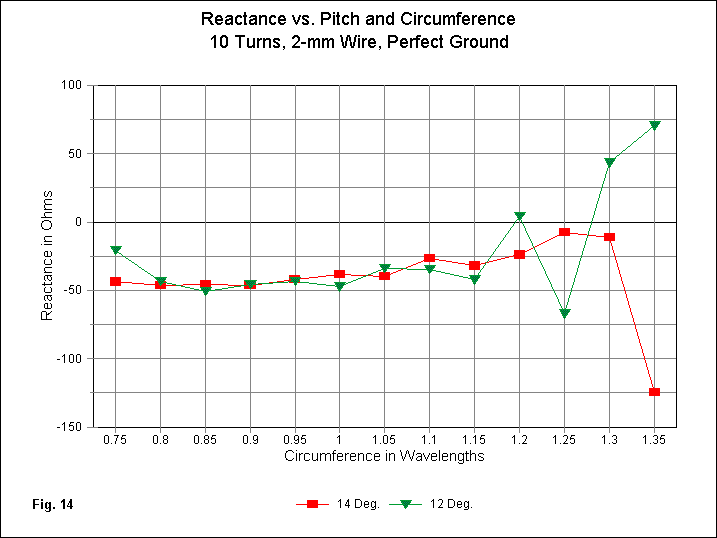 Reactance vs. Pitch and Circumference
10 Turns, 2-mm Wire, Perfect Ground
Reactance in Ohms
100
50
0
-50
-100
-150
0.75 0.8 0.85 0.9 0.95 1 1.05 1.1 1.15 1.2 1.25 1.3 1.35
Circumference in Wavelengths
Fig. 14
14 Deg. 12 Deg.